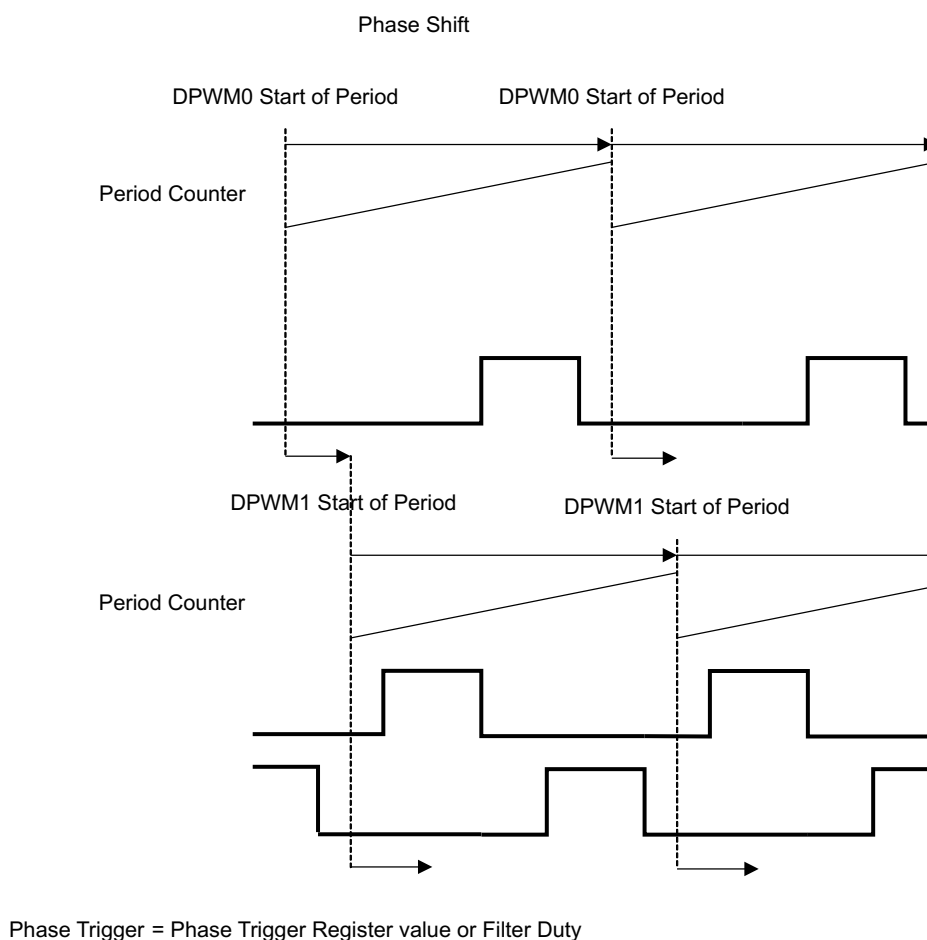 Phase Shift
DPWM0 Start of Period
DPWM0 Start of Period
Period Counter
DPWM1 Start of Period
DPWM1 Start of Period
Period Counter
Phase Trigger = Phase Trigger Register value or Filter Duty